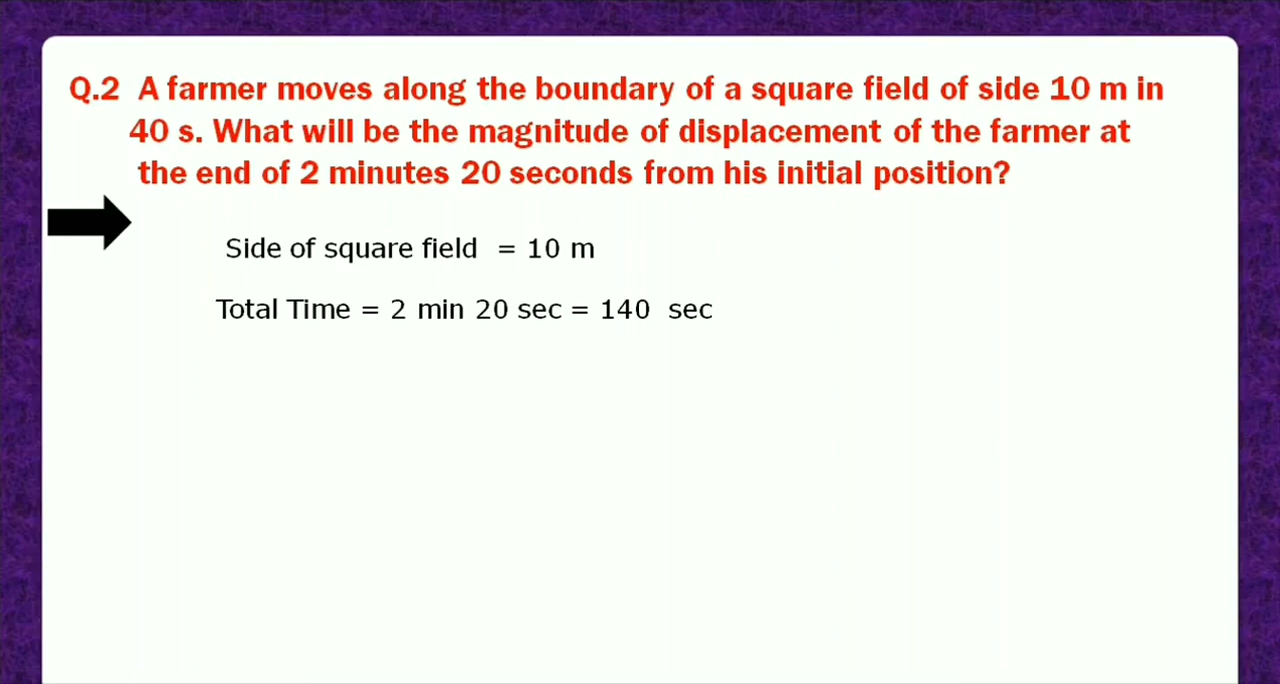 Q.2 A farmer moves along the boundary of a square field of side 10 m in
40 s. What will be the magnitude of displacement of the farmer at
the end of 2 minutes 20 seconds from his initial position?
Side of square field = 10 m
Total Time = 2 min 20 sec = 140 sec